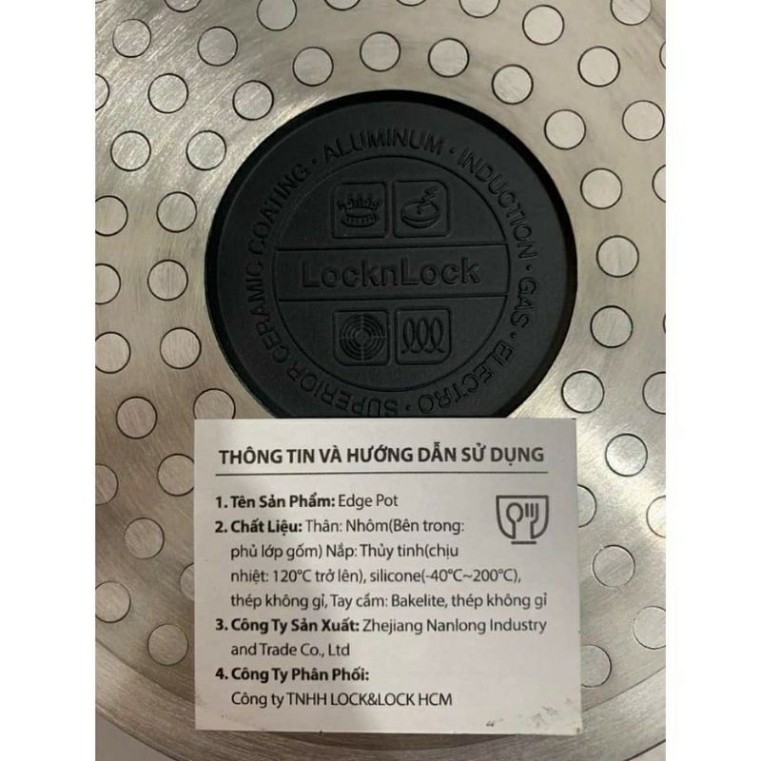 SUPERIOR CERAMIC COATING · ALUMINUM · INDUCTION · GAS · ELECTRO ·
LocknLock
THÔNG TIN VÀ HƯỚNG DẪN SỬ DỤNG
1. Tên Sản Phẩm: Edge Pot
2. Chất Liệu: Thân: Nhôm(Bên trong:
phủ lớp gốm) Nắp: Thủy tinh(chịu
nhiệt: 120°C trở lên), silicone(-40°C~200°C),
thép không gỉ, Tay cầm: Bakelite, thép không gỉ
3. Công Ty Sản Xuất: Zhejiang Nanlong Industry
and Trade Co., Ltd
4. Công Ty Phân Phối:
Công ty TNHH LOCK&LOCK HCM